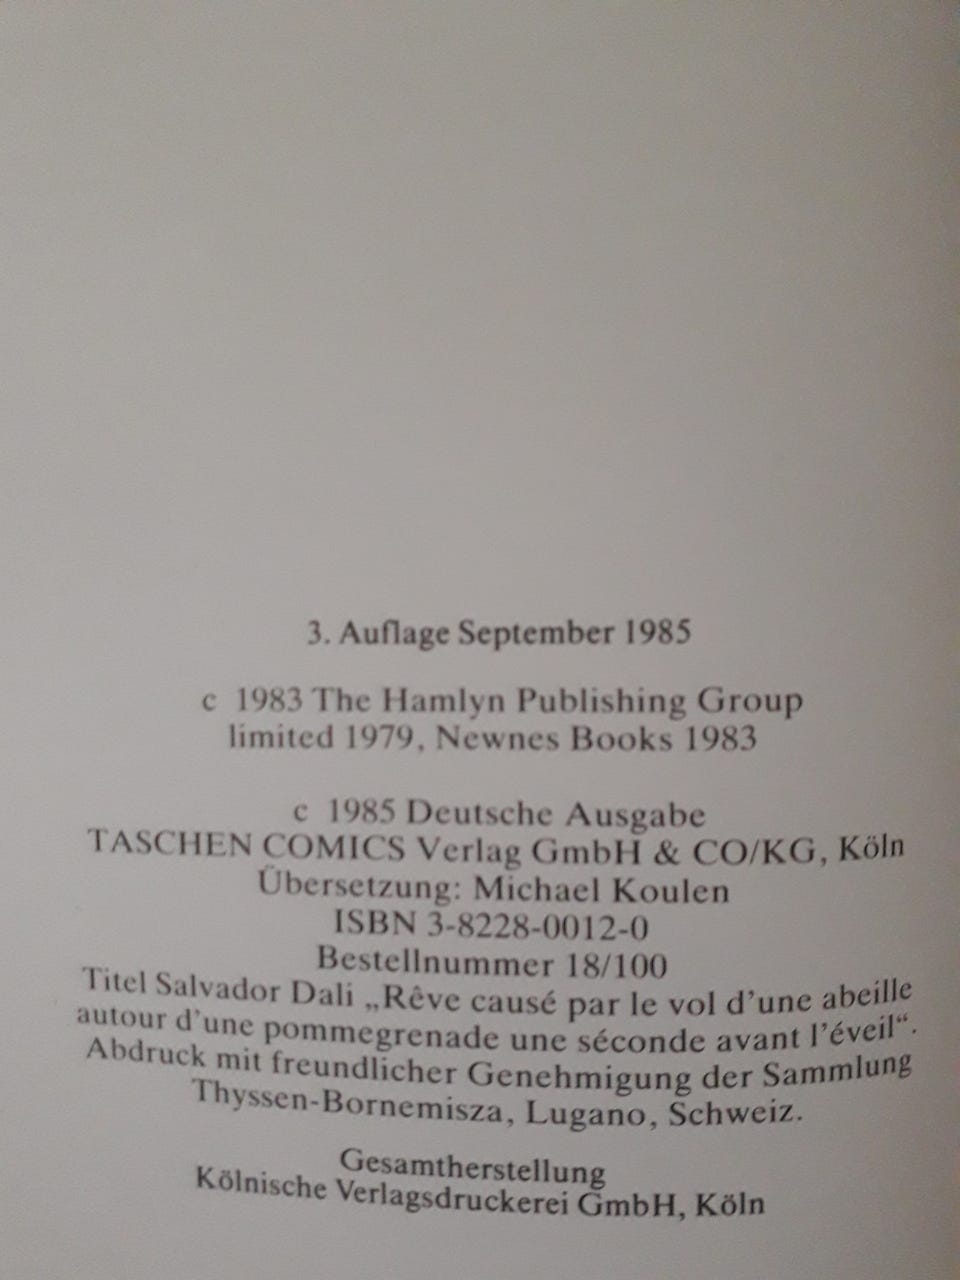 3. Auflage September 1985
c 1983 The Hamlyn Publishing Group
limited 1979, Newnes Books 1983
c 1985 Deutsche Ausgabe
TASCHEN COMICS Verlag GmbH & CO/KG, Köln
Übersetzung: Michael Koulen
ISBN 3-8228-0012-0
Bestellnummer 18/100
Titel Salvador Dali „Rêve causé par le vol d'une abeille
autour d'une pommegrenade une séconde avant l'éveil“.
Abdruck mit freundlicher Genehmigung der Sammlung
Thyssen-Bornemisza, Lugano, Schweiz.
Gesamtherstellung
Kölnische Verlagsdruckerei GmbH, Köln